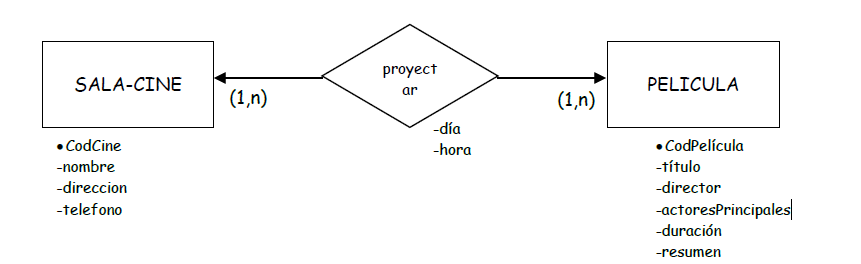 SALA-CINE
(1,n)
• CodCine
-nombre
-direccion
-telefono
proyect
ar
-día
-hora
PELICULA
(1,n)
• CodPelícula
-título
-director
-actoresPrincipales
-duración
-resumen